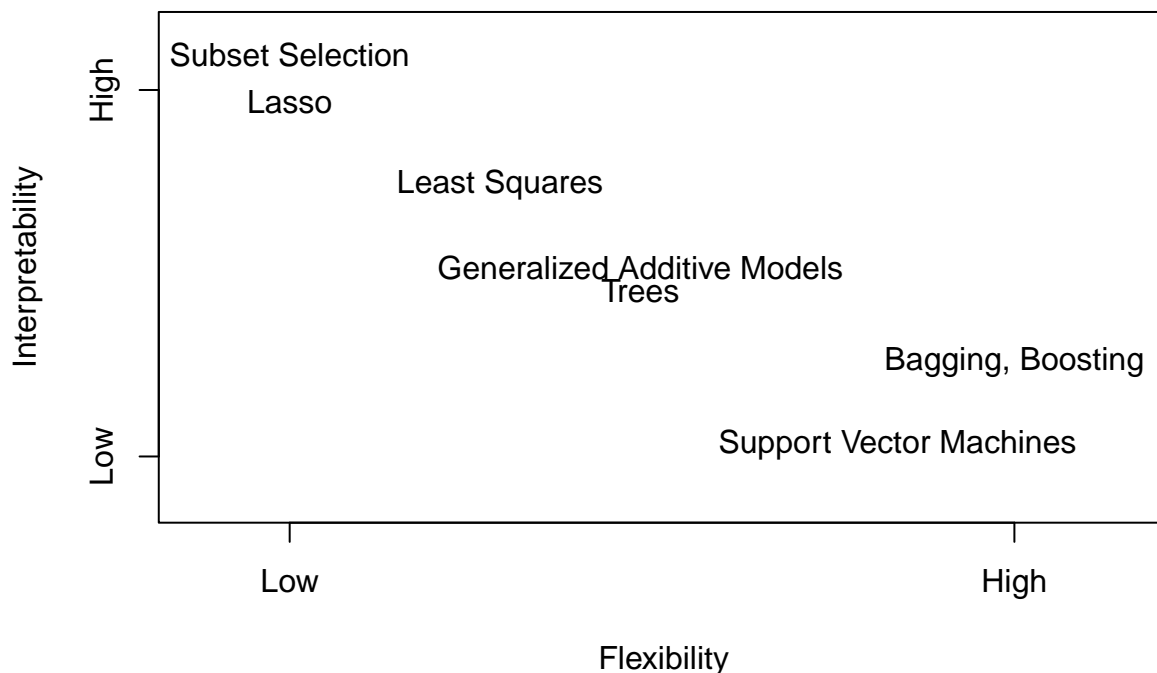 High
Low
Interpretability
Subset Selection
Lasso
Least Squares
Generalized Additive Models
Trees
Bagging, Boosting
Support Vector Machines
Low
High
Flexibility